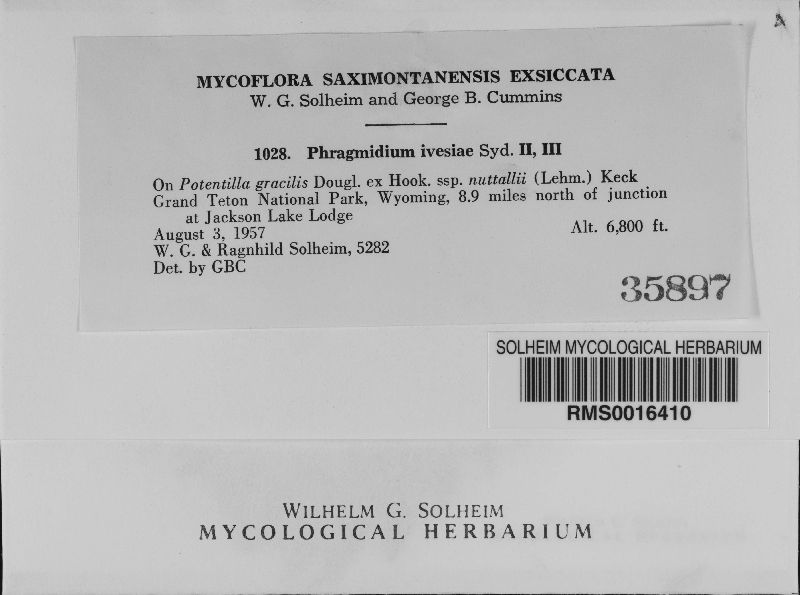 A
MYCOFLORA SAXIMONTANENSIS EXSICCATA
W. G. Solheim and George B. Cummins
1028. Phragmidium ivesiae Syd. II, III
On Potentilla gracilis Dougl. ex Hook. ssp. nuttallii (Lehm.) Keck
Grand Teton National Park, Wyoming, 8.9 miles north of junction
at Jackson Lake Lodge
Alt. 6,800 ft.
August 3, 1957
W. G. & Ragnhild Solheim, 5282
Det. by GBC
35897
SOLHEIM MYCOLOGICAL HERBARIUM
RMS0016410
WILHELM G. SOLHEIM
MYCOLOGICAL HERBARIUM